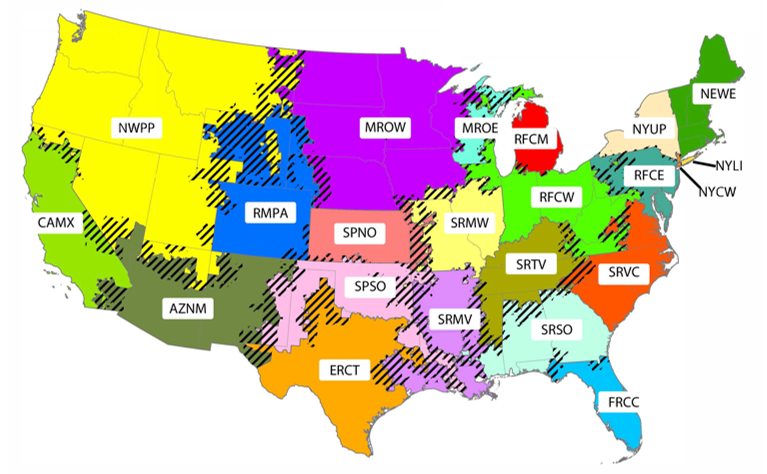 NEWE
NWPP
MROW
MROE
RFCM
NYUP
NYLI
RFCE
NYCW
RFCW
RMPA
CAMX
SPNO
SRMW
SRTV
SRVC
SPSO
AZNM
SRMV
SRSO
ERCT
FRCC